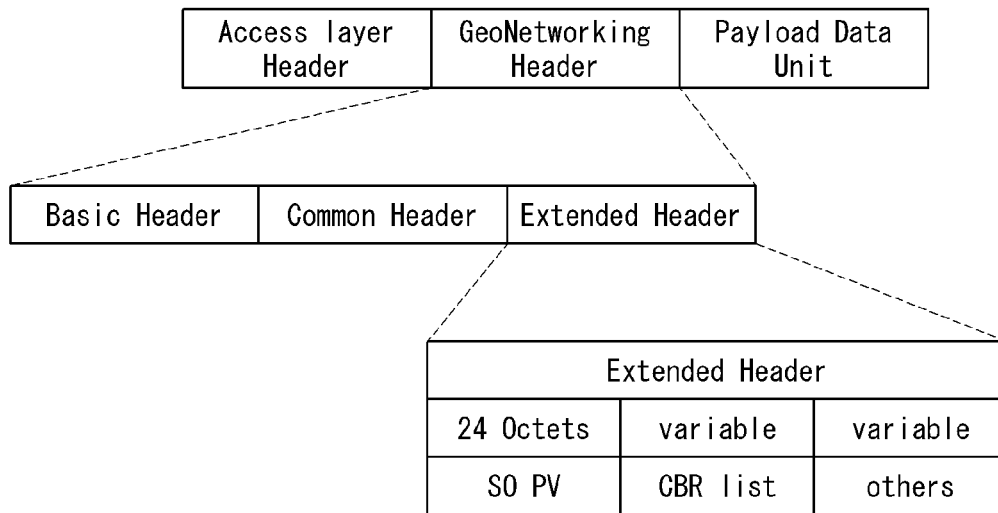 Access layer Header
GeoNetworking Header
Payload Data Unit
Basic Header
Common Header
Extended Header
Extended Header
24 Octets
variable
variable
SO PV
CBR list
others